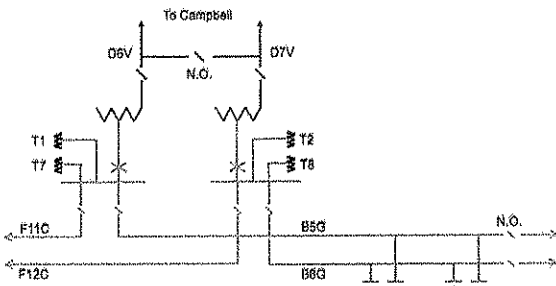 To Campbell
D6V
D7V
N.O.
T1
T2
T7
T8
F11C
B5G
N.O.
F12C
B6G